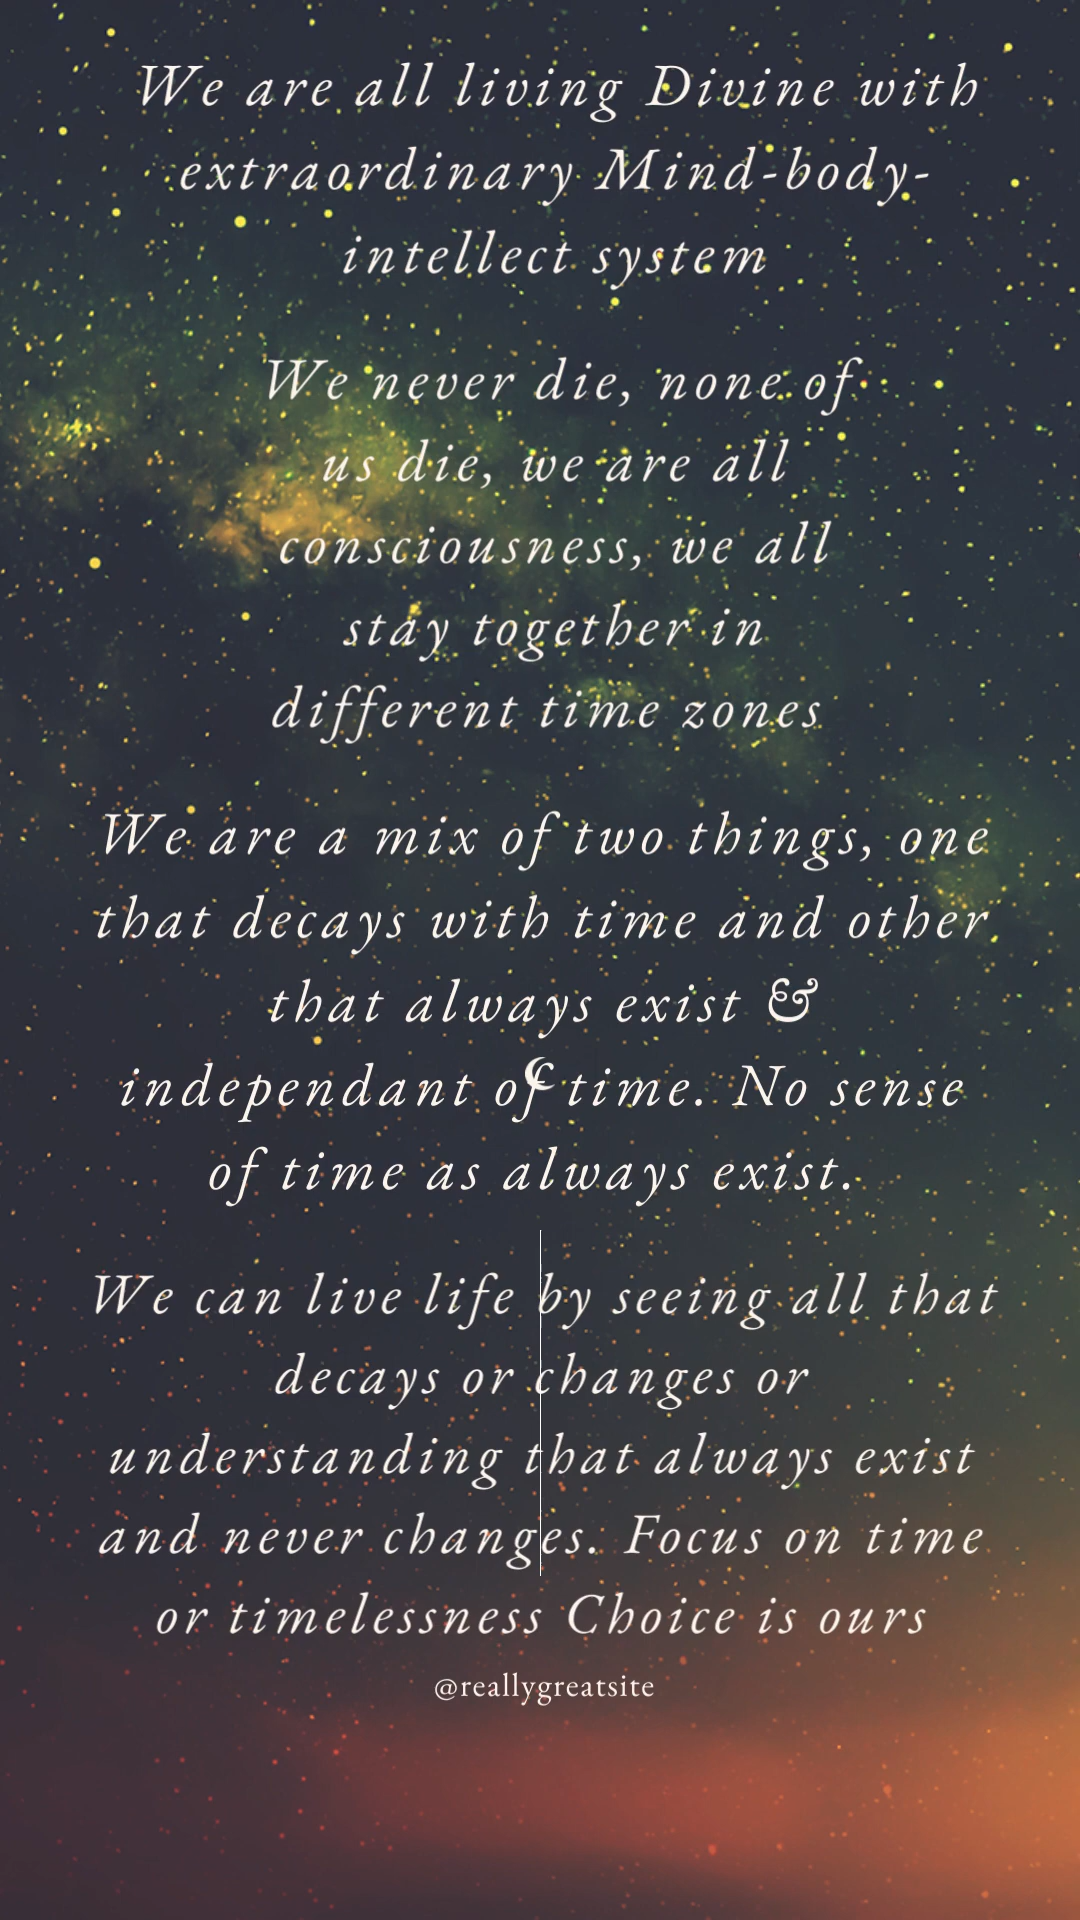 We are all living Divine with
extraordinary Mind-body-
intellect system
We never die, none of
us die, we are all
consciousness, we all
stay together in
different time zones
We are a mix of two things, one
that decays with time and other
that always exist &
independant of time. No sense
of time as always exist.
We can live life by seeing all that
decays or changes or
understanding that always exist
and never changes. Focus on time
or timelessness Choice is ours
@reallygreatsite